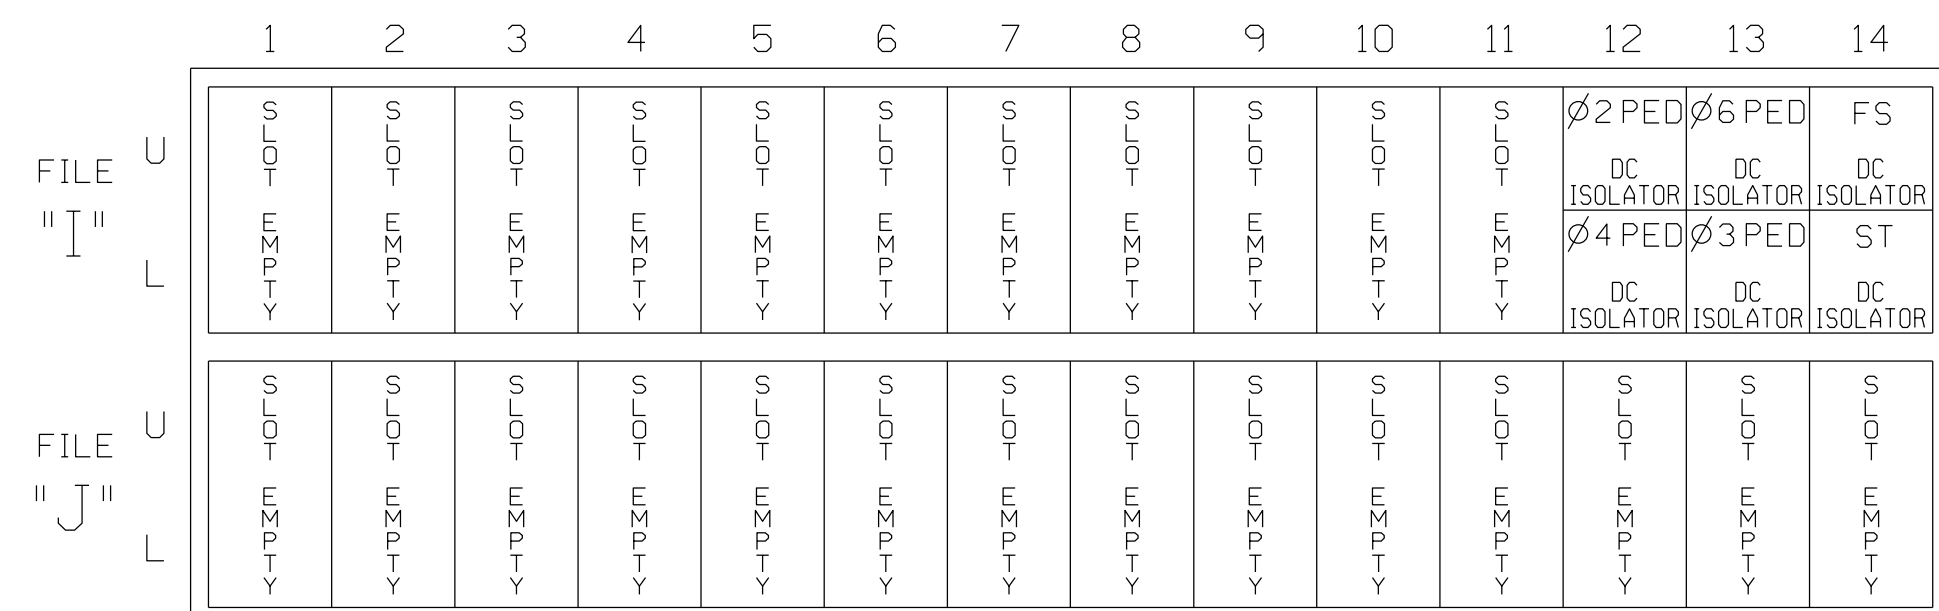 1 2 3 4 5 6 7 8 9 10 11 12 13 14
FILE "I"
U
L
SLOT EMPTY
SLOT EMPTY
SLOT EMPTY
SLOT EMPTY
SLOT EMPTY
SLOT EMPTY
SLOT EMPTY
SLOT EMPTY
SLOT EMPTY
SLOT EMPTY
SLOT EMPTY
Ø2 PED
DC
ISOLATOR
Ø4 PED
DC
ISOLATOR
Ø6 PED
DC
ISOLATOR
Ø3 PED
DC
ISOLATOR
FS
DC
ISOLATOR
ST
DC
ISOLATOR
FILE "J"
U
L
SLOT EMPTY
SLOT EMPTY
SLOT EMPTY
SLOT EMPTY
SLOT EMPTY
SLOT EMPTY
SLOT EMPTY
SLOT EMPTY
SLOT EMPTY
SLOT EMPTY
SLOT EMPTY
SLOT EMPTY
SLOT EMPTY
SLOT EMPTY